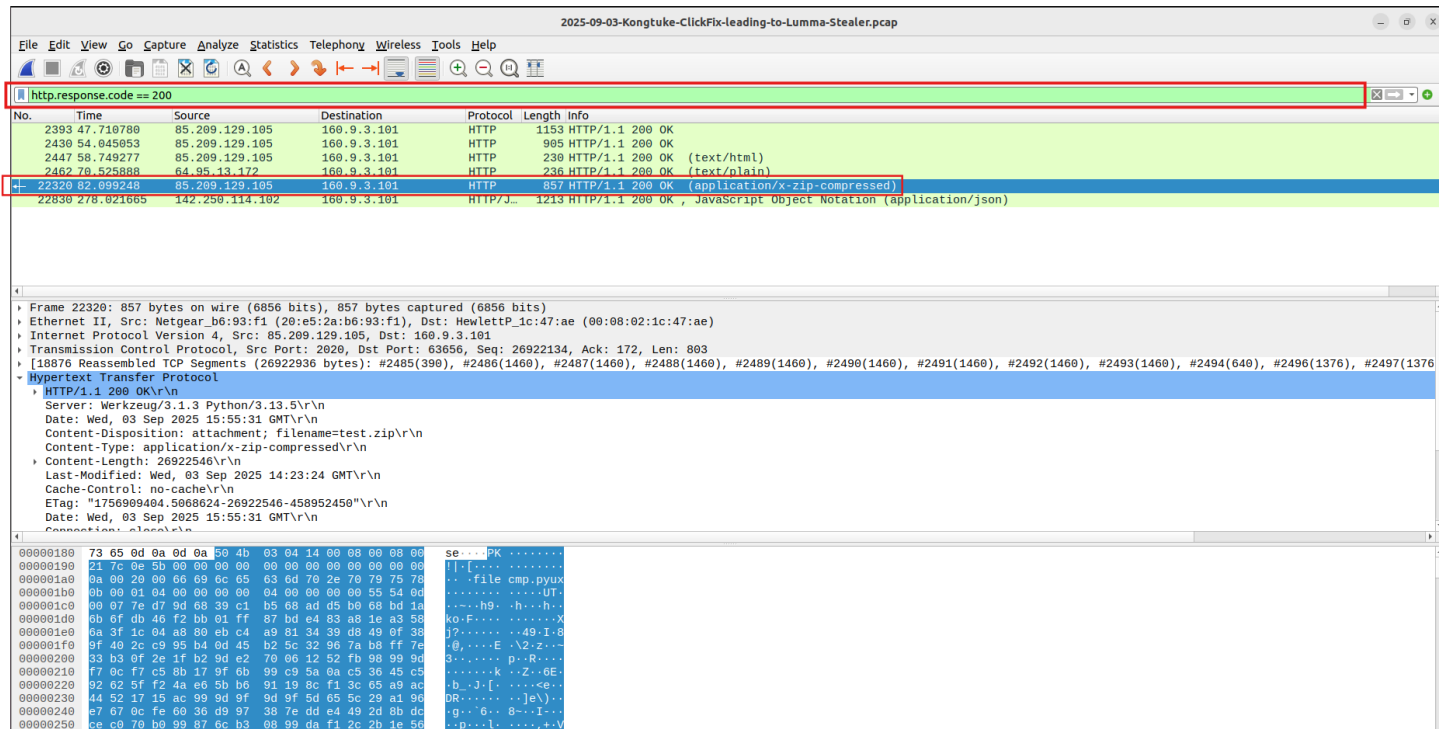 2025-09-03-Kongtuke-ClickFix-leading-to-Lumma-Stealer.pcap
File Edit View Go Capture Analyze Statistics Telephony Wireless Tools Help
http.response.code == 200
No. Time Source Destination Protocol Length Info
2393 47.710780 85.209.129.105 160.9.3.101 HTTP 1153 HTTP/1.1 200 OK
2430 54.045053 85.209.129.105 160.9.3.101 HTTP 905 HTTP/1.1 200 OK
2447 58.749277 85.209.129.105 160.9.3.101 HTTP 230 HTTP/1.1 200 OK (text/html)
2462 70.525888 64.95.13.172 160.9.3.101 HTTP 236 HTTP/1.1 200 OK (text/plain)
22320 82.099248 85.209.129.105 160.9.3.101 HTTP 857 HTTP/1.1 200 OK (application/x-zip-compressed)
22830 278.021665 142.250.114.102 160.9.3.101 HTTP/J… 1213 HTTP/1.1 200 OK , JavaScript Object Notation (application/json)
Frame 22320: 857 bytes on wire (6856 bits), 857 bytes captured (6856 bits)
Ethernet II, Src: Netgear_b6:93:f1 (20:e5:2a:b6:93:f1), Dst: HewlettP_1c:47:ae (00:08:02:1c:47:ae)
Internet Protocol Version 4, Src: 85.209.129.105, Dst: 160.9.3.101
Transmission Control Protocol, Src Port: 2020, Dst Port: 63656, Seq: 26922134, Ack: 172, Len: 803
[18876 Reassembled TCP Segments (26922936 bytes): #2485(390), #2486(1460), #2487(1460), #2488(1460), #2489(1460), #2490(1460), #2491(1460), #2492(1460), #2493(1460), #2494(640), #2496(1376), #2497(1376
Hypertext Transfer Protocol
HTTP/1.1 200 OK\r\n
Server: Werkzeug/3.1.3 Python/3.13.5\r\n
Date: Wed, 03 Sep 2025 15:55:31 GMT\r\n
Content-Disposition: attachment; filename=test.zip\r\n
Content-Type: application/x-zip-compressed\r\n
Content-Length: 26922546\r\n
Last-Modified: Wed, 03 Sep 2025 14:23:24 GMT\r\n
Cache-Control: no-cache\r\n
ETag: "1756909404.5068624-26922546-458952450"\r\n
Date: Wed, 03 Sep 2025 15:55:31 GMT\r\n
Connection: close\r\n
00000180 73 65 0d 0a 0d 0a 50 4b 03 04 14 00 08 00 08 00 se····PK ········
00000190 21 7c 0e 5b 00 00 00 00 00 00 00 00 00 00 00 00 !|·[···· ········
000001a0 0a 00 20 00 66 69 6c 65 63 6d 70 2e 70 79 75 78 ·· ·file cmp.pyux
000001b0 0b 00 01 04 00 00 00 00 04 00 00 00 00 55 54 0d ········ ·····UT·
000001c0 00 07 7e d7 9d 68 39 c1 b5 68 ad d5 b0 68 bd 1a ··~··h9· ·h···h··
000001d0 6b 6f db 46 f2 bb 01 ff 87 bd e4 83 a8 1e a3 58 ko·F···· ·······X
000001e0 6a 3f 1c 04 a8 80 eb c4 a9 81 34 39 d8 49 0f 38 j?······ ··49·I·8
000001f0 9f 40 2c c9 95 b4 0d 45 b2 5c 32 96 7a b8 ff 7e ·@,····E ·\2·z··~
00000200 33 b3 0f 2e 1f b2 9d e2 70 06 12 52 fb 98 99 9d 3··.···· p··R····
00000210 f7 0c f7 c5 8b 17 9f 6b 99 c9 5a 0a c5 36 45 c5 ·······k ··Z··6E·
00000220 92 62 5f f2 4a e6 5b b6 91 19 8c f1 3c 65 a9 ac ·b_·J·[· ····<e··
00000230 44 52 17 15 ac 99 9d 9f 9d 9f 5d 65 5c 29 a1 96 DR······ ··]e\)··
00000240 e7 67 0c fe 60 36 d9 97 38 7e dd e4 49 2d 8b dc ·g··`6·· 8~··I-··
00000250 ce c0 70 b0 99 87 6c b3 08 99 da f1 2c 2b 1e 56 ··p···l· ····,+·V